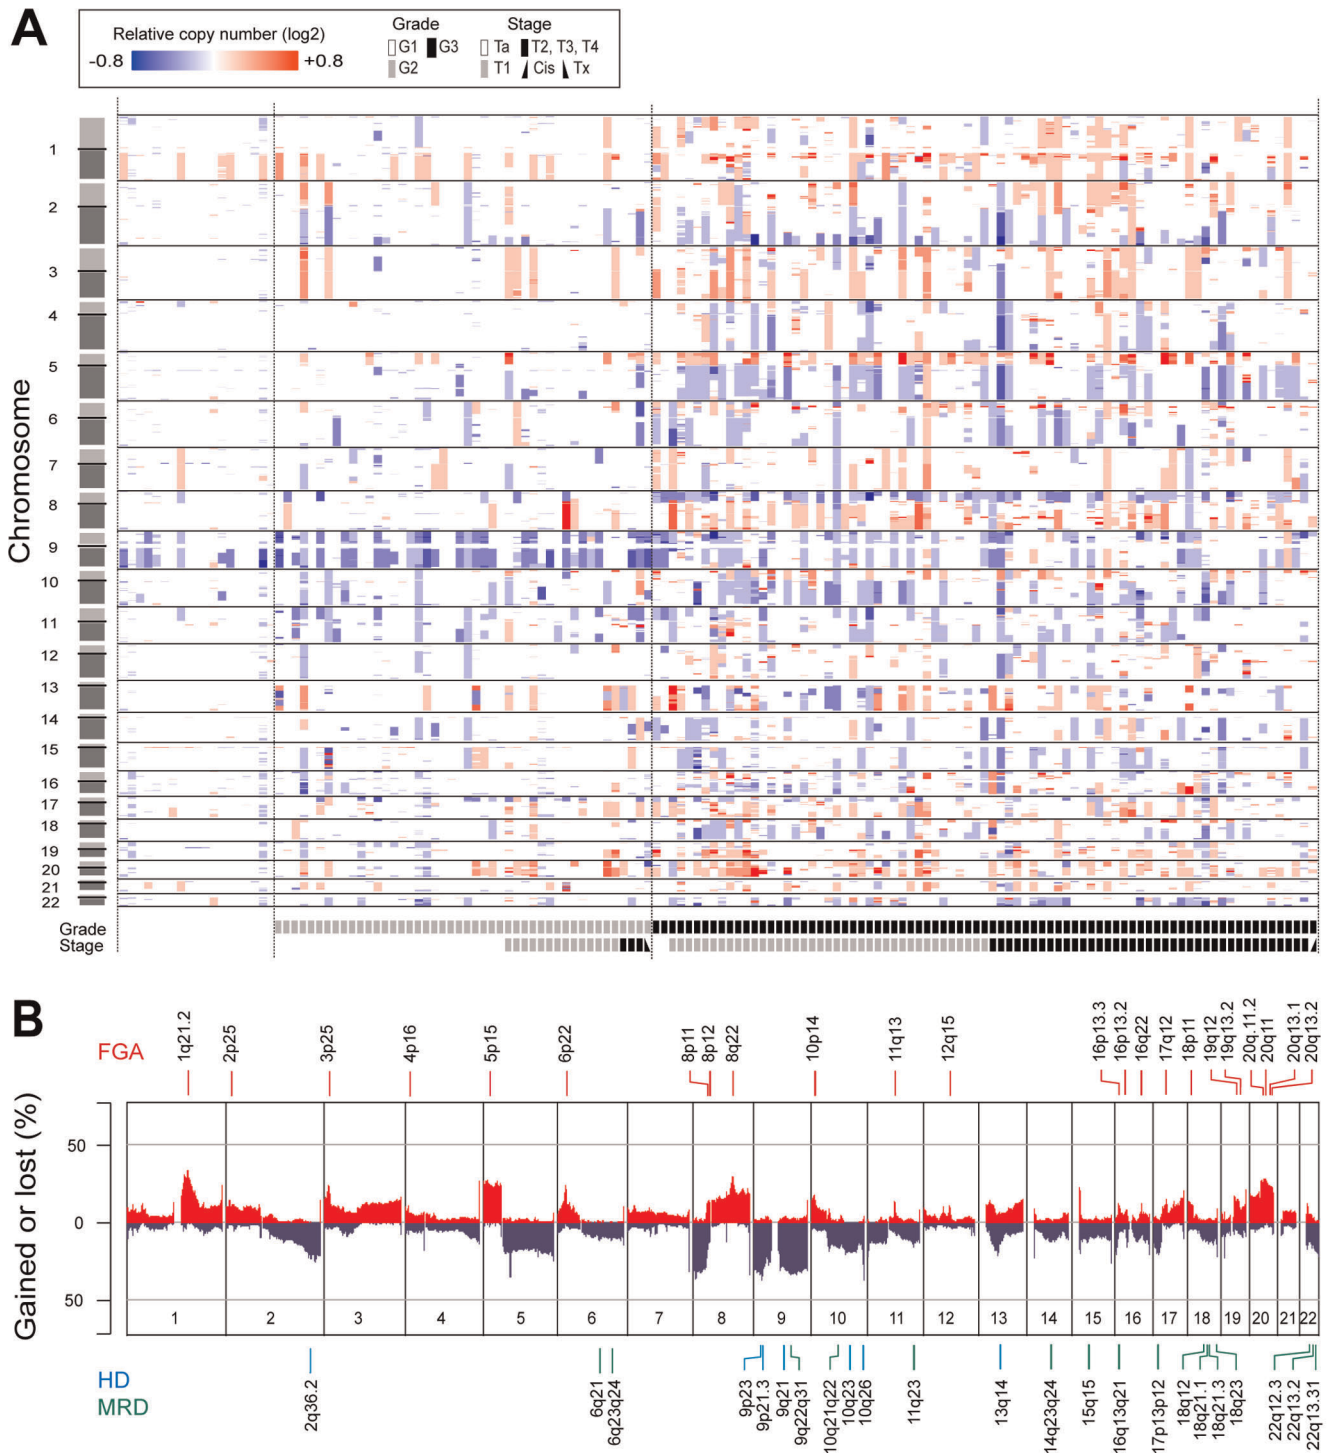 A
Relative copy number (log2)
-0.8
+0.8
Grade
G1
G3
G2
Stage
Ta
T2, T3, T4
T1
Cis
Tx
Chromosome
1
2
3
4
5
6
7
8
9
10
11
12
13
14
15
16
17
18
19
20
21
22
Grade
Stage
B
FGA
1q21.2
2p25
3p25
4p16
5p15
6p22
8p11
8p12
8q22
10p14
11q13
12q15
16p13.3
16p13.2
16q22
17q12
18p11
19q12
19q13.2
20q.11.2
20q11
20q13.1
20q13.2
Gained or lost (%)
50
0
50
1 2 3 4 5 6 7 8 9 10 11 12 13 14 15 16 17 18 19 20 21 22
HD
MRD
2q36.2
6q21
6q23q24
9p23
9p21.3
9q21
9q22q31
10q21q22
10q23
10q26
11q23
13q14
14q23q24
15q15
16q13q21
17p13p12
18q12
18q21.1
18q21.3
18q23
22q12.3
22q13.2
22q13.31